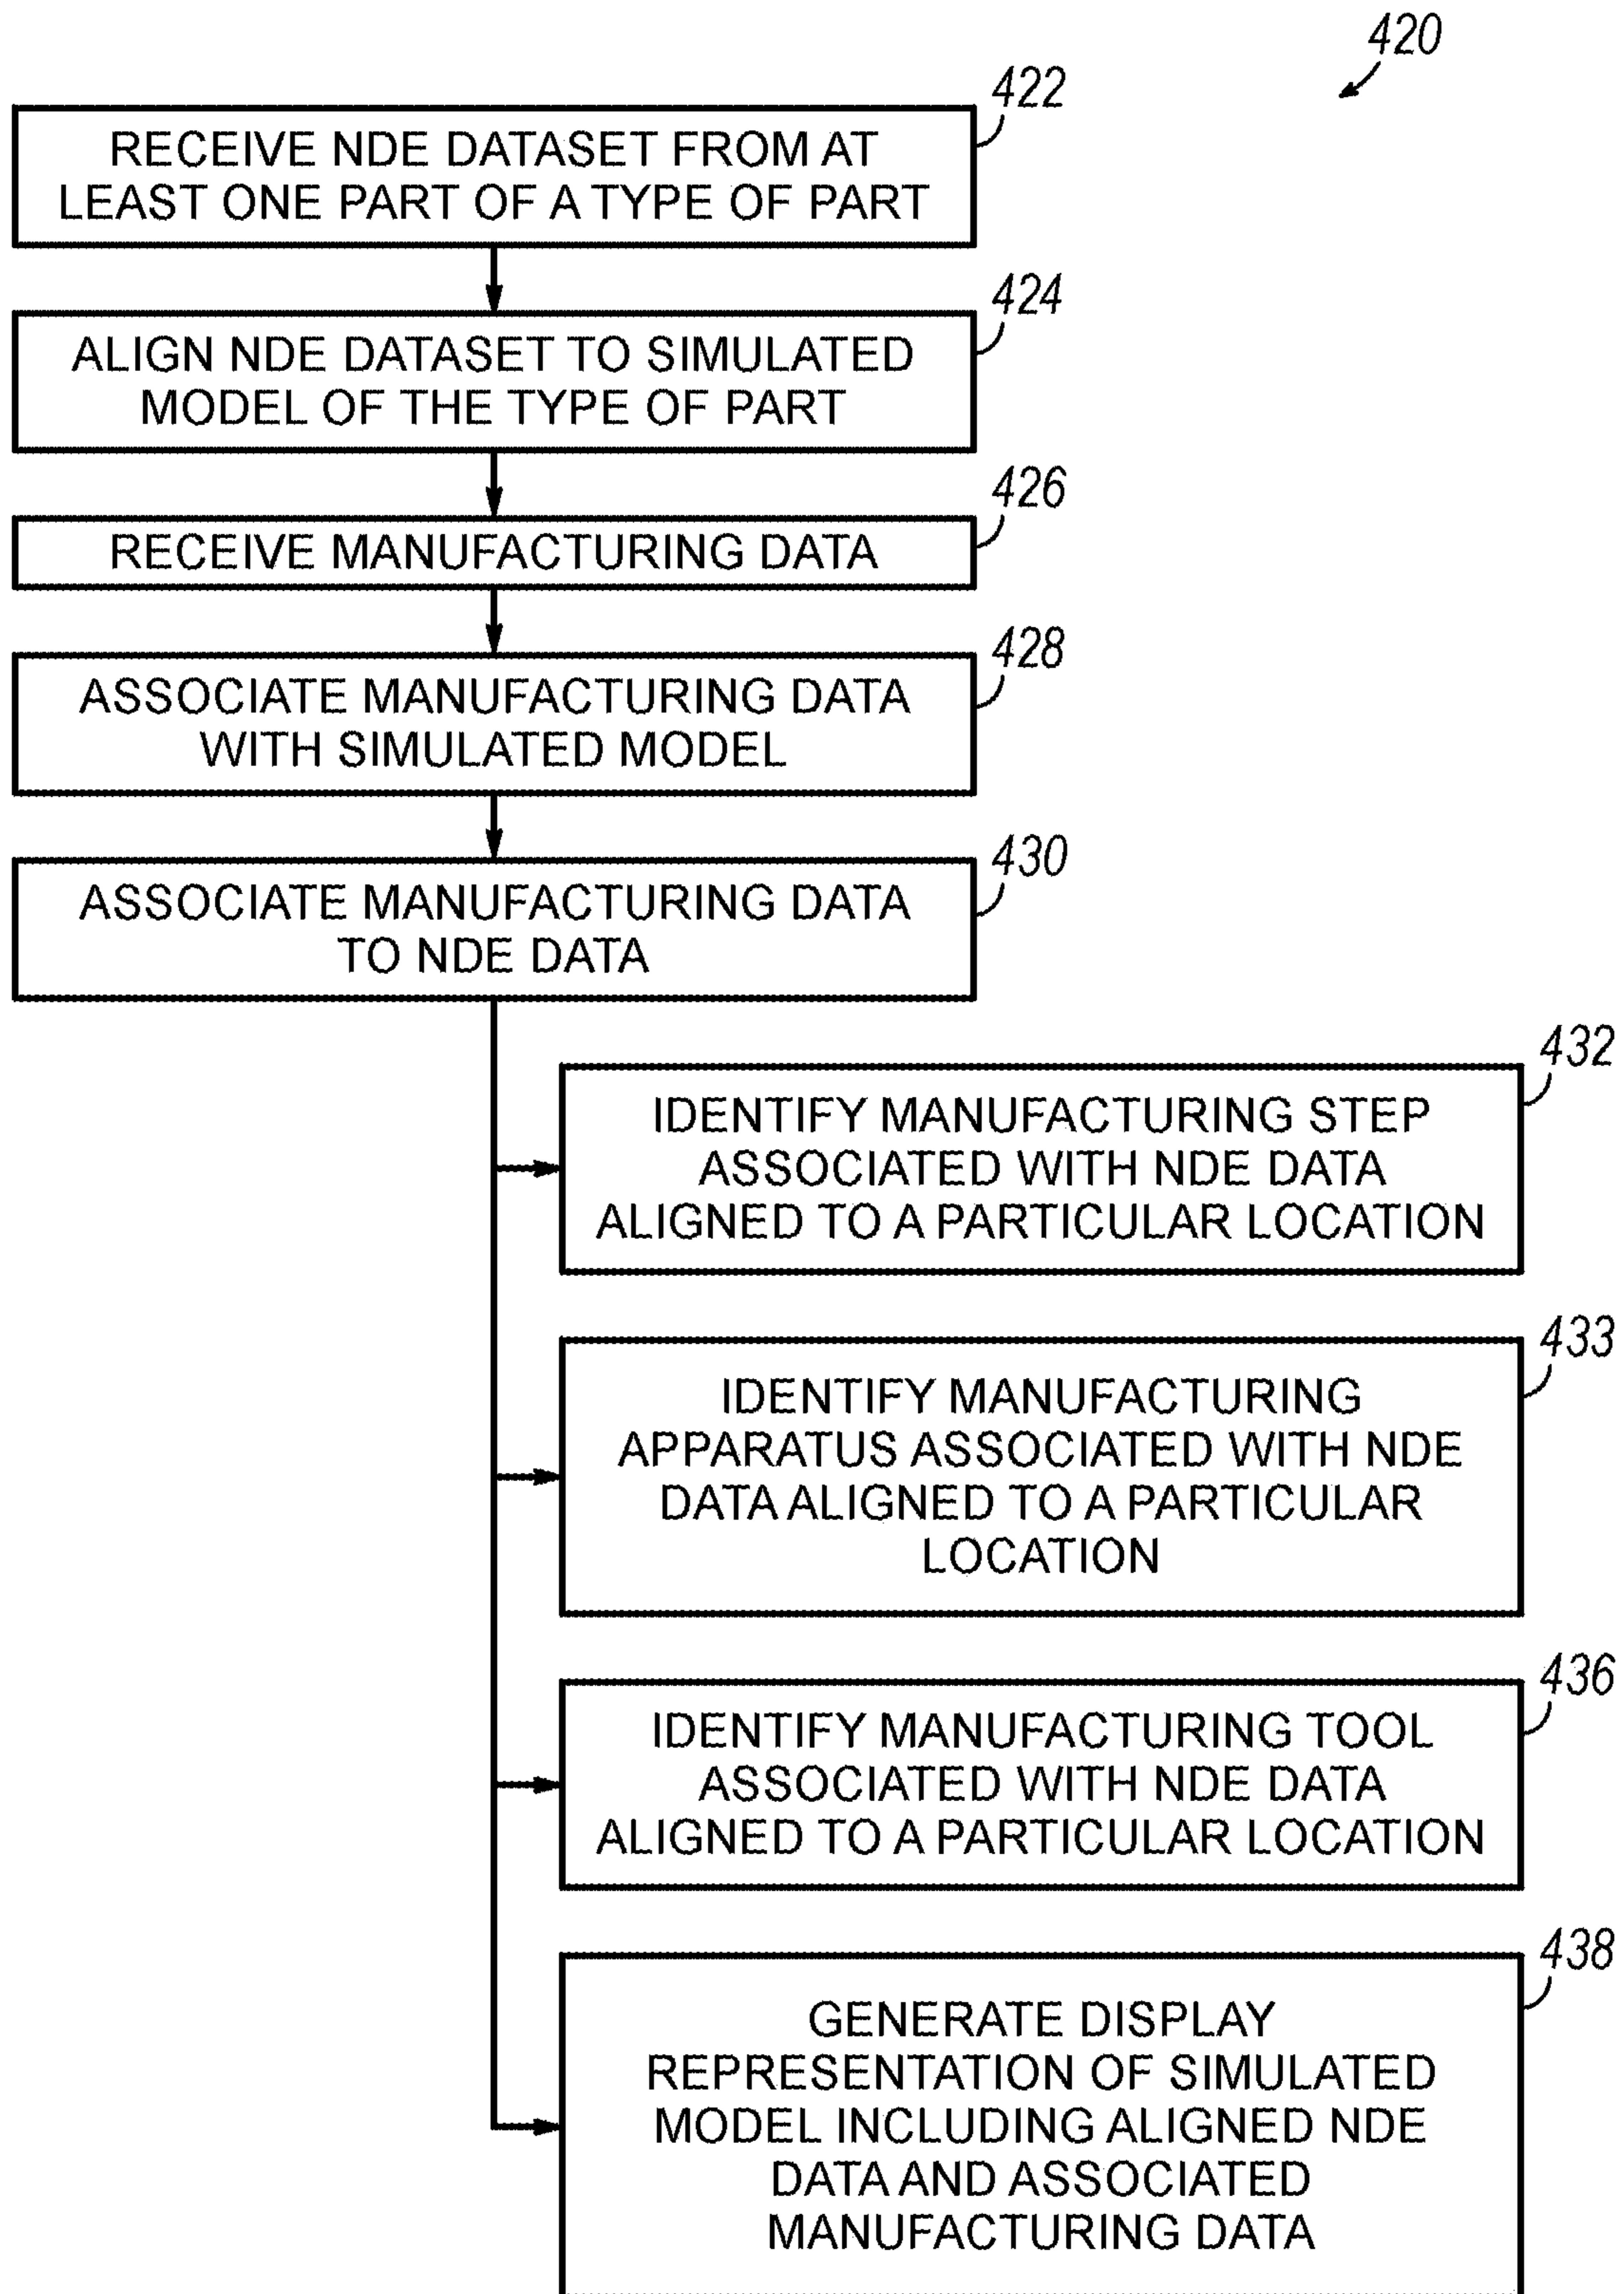 420
422
RECEIVE NDE DATASET FROM AT
LEAST ONE PART OF A TYPE OF PART
424
ALIGN NDE DATASET TO SIMULATED
MODEL OF THE TYPE OF PART
426
RECEIVE MANUFACTURING DATA
428
ASSOCIATE MANUFACTURING DATA
WITH SIMULATED MODEL
430
ASSOCIATE MANUFACTURING DATA
TO NDE DATA
432
IDENTIFY MANUFACTURING STEP
ASSOCIATED WITH NDE DATA
ALIGNED TO A PARTICULAR LOCATION
433
IDENTIFY MANUFACTURING
APPARATUS ASSOCIATED WITH NDE
DATA ALIGNED TO A PARTICULAR
LOCATION
436
IDENTIFY MANUFACTURING TOOL
ASSOCIATED WITH NDE DATA
ALIGNED TO A PARTICULAR LOCATION
438
GENERATE DISPLAY
REPRESENTATION OF SIMULATED
MODEL INCLUDING ALIGNED NDE
DATA AND ASSOCIATED
MANUFACTURING DATA